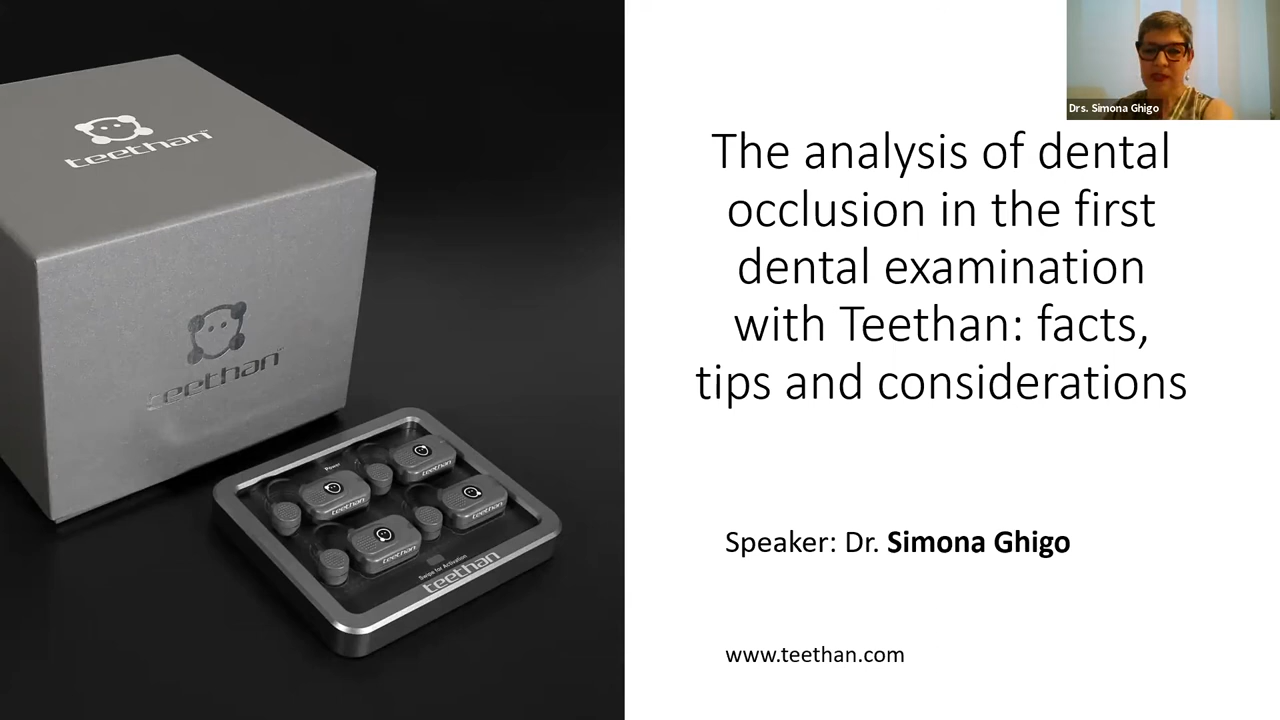 teethan
teethan
Power
teethan
teethan
teethan
teethan
Swipe for Activation
teethan
Drs. Simona Ghigo
The analysis of dental
occlusion in the first
dental examination
with Teethan: facts,
tips and considerations
Speaker: Dr. Simona Ghigo
www.teethan.com